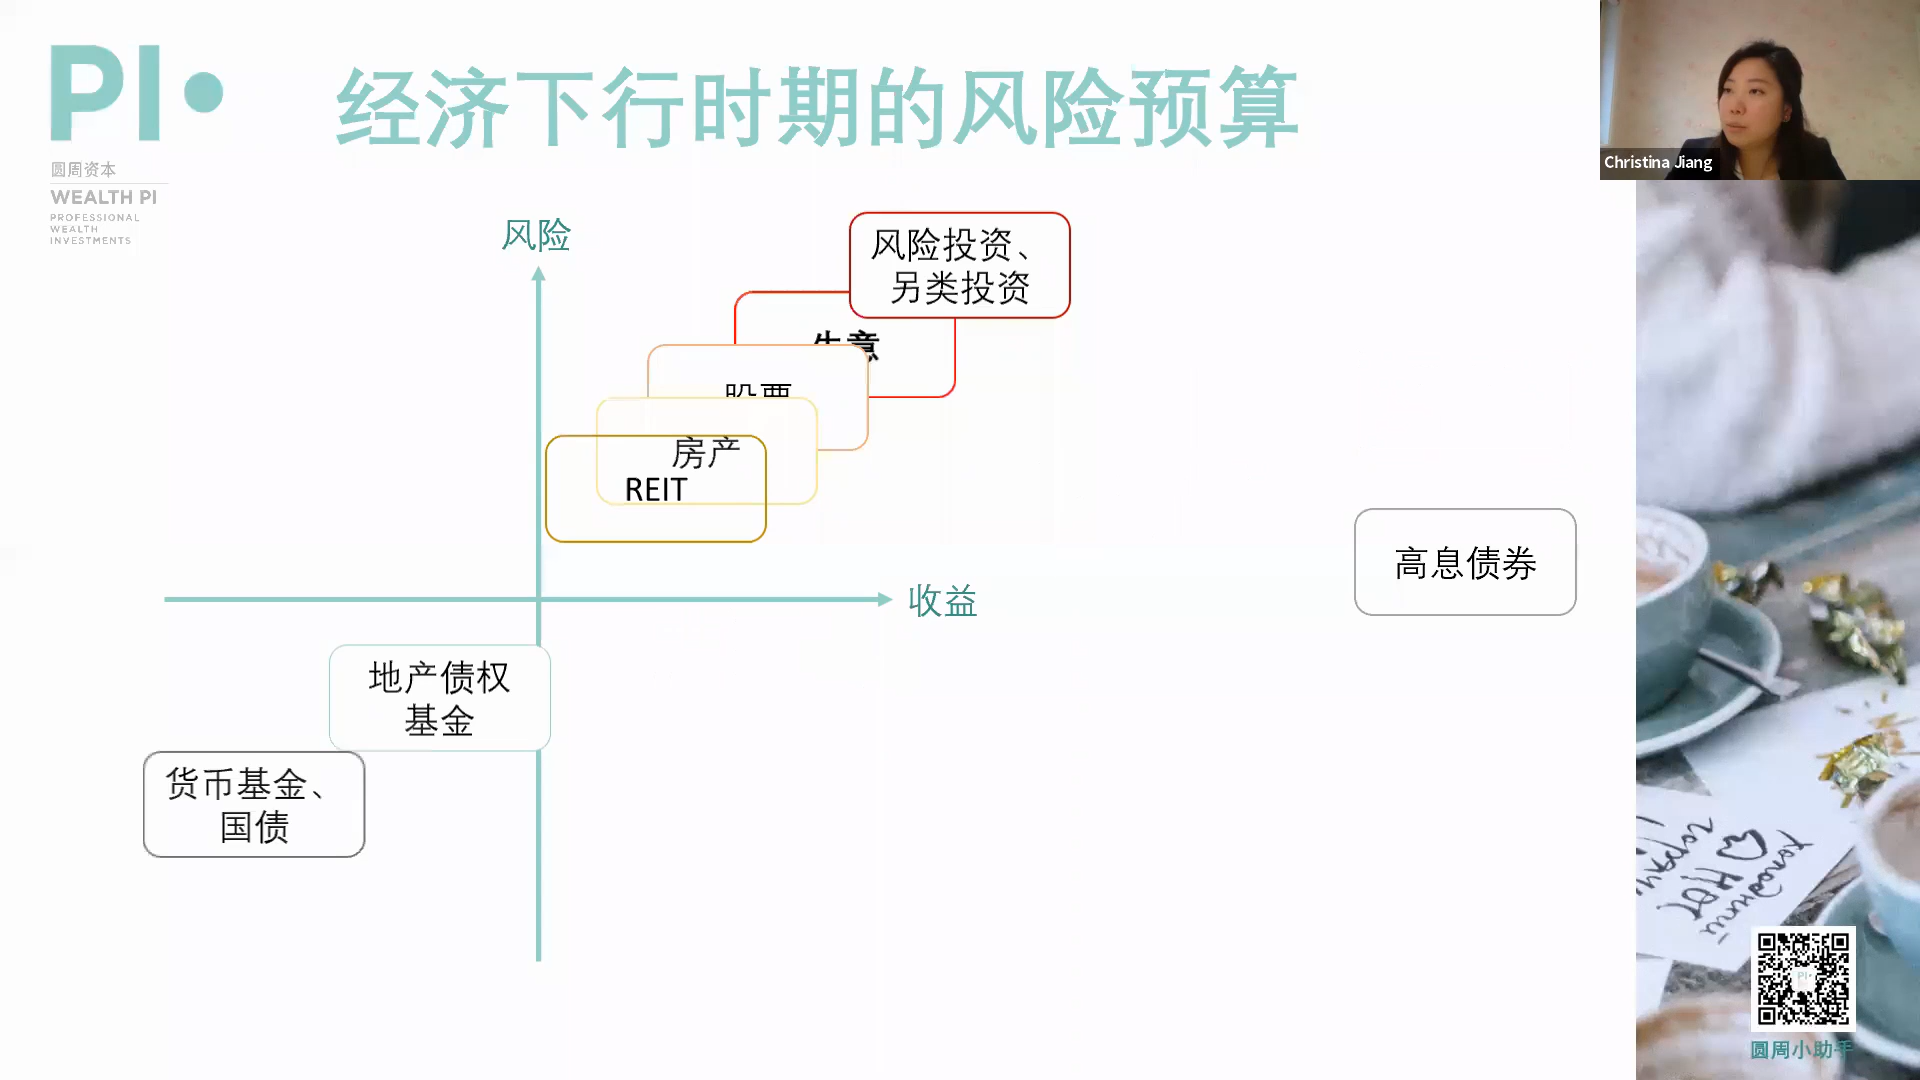 PI
圆周资本
WEALTH PI
PROFESSIONAL
WEALTH
INVESTMENTS
经济下行时期的风险预算
Christina Jiang
风险
风险投资、
另类投资
生意
股票
房产
REIT
高息债券
收益
地产债权
基金
货币基金、
国债
圆周小助手